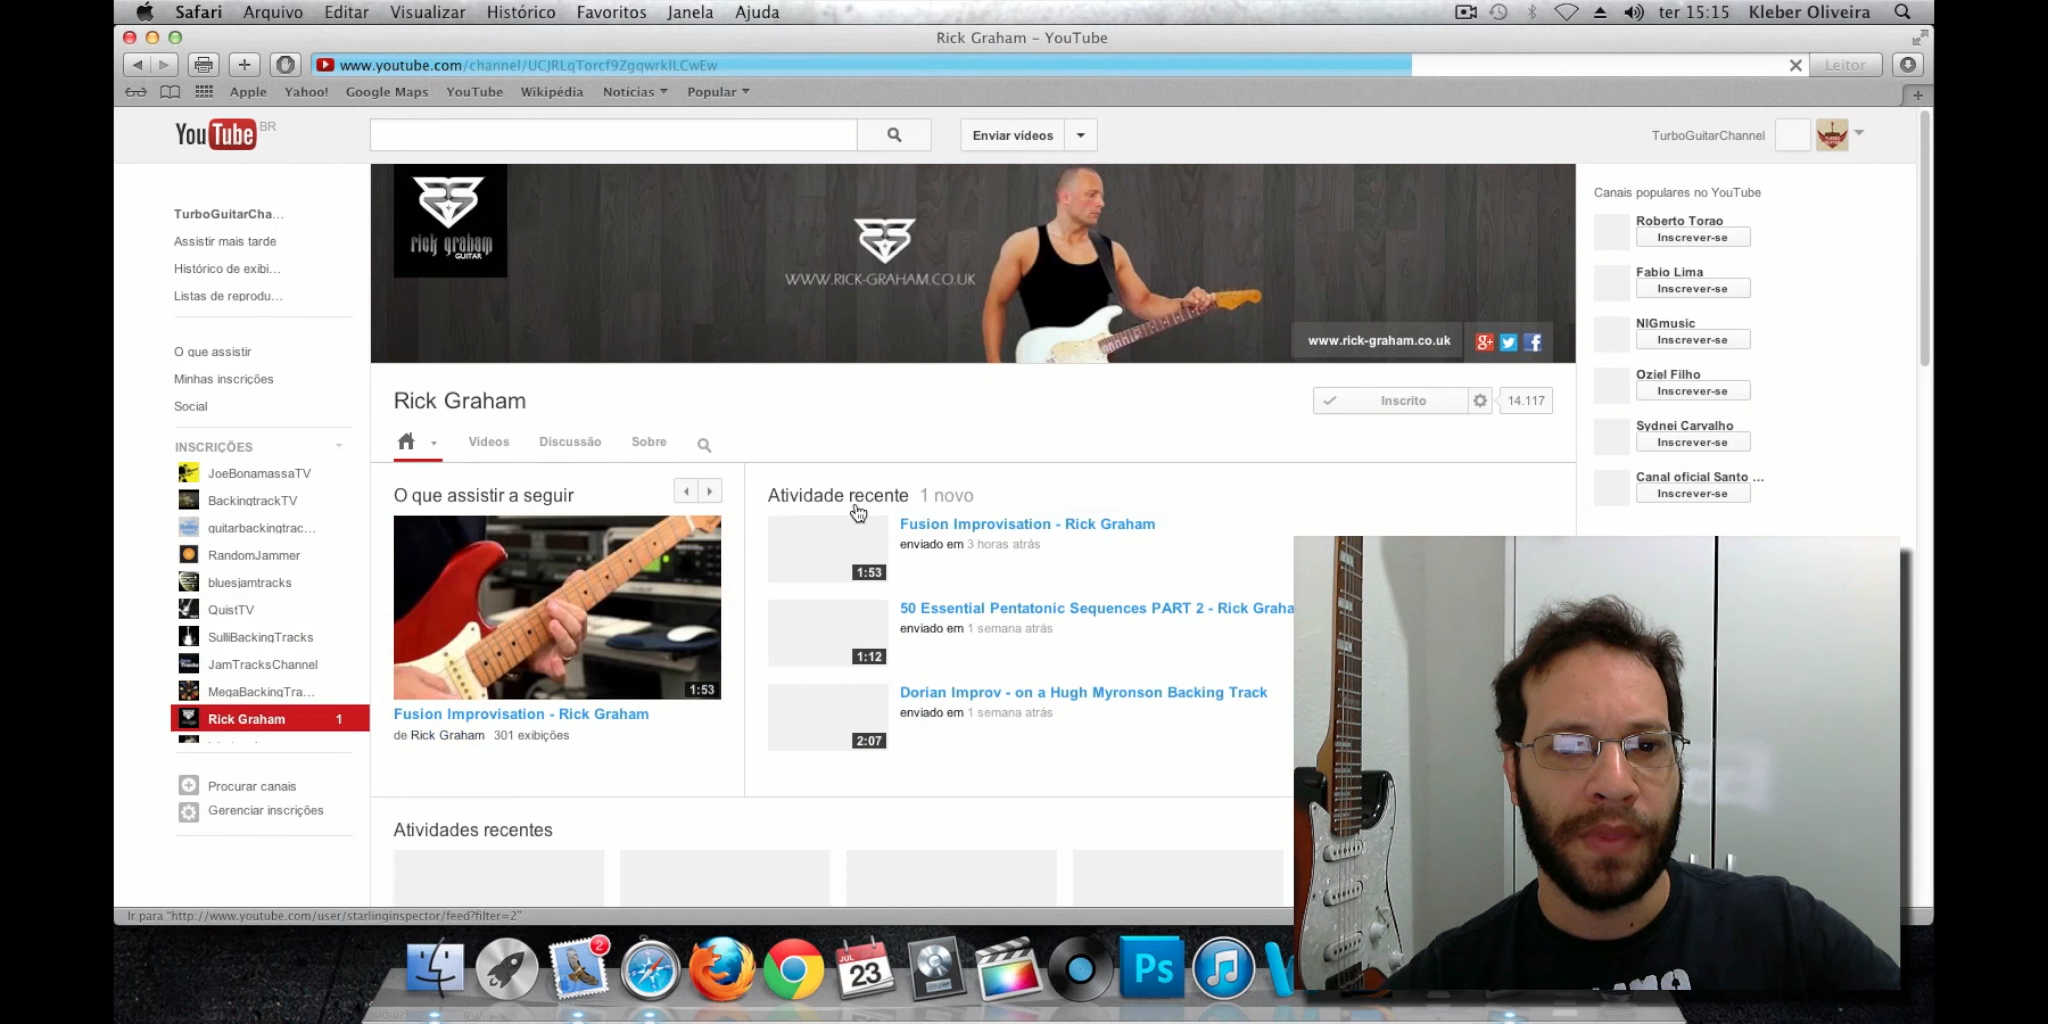 Safari Arquivo Editar Visualizar Histórico Favoritos Janela Ajuda ter 15:15 Kleber Oliveira
Rick Graham – YouTube
www.youtube.com/channel/UCJRLqTorcf9ZgqwrklLCwEw Leitor
Apple Yahoo! Google Maps YouTube Wikipédia Notícias Popular
YouTube BR
Enviar vídeos
TurboGuitarChannel
TurboGuitarCha...
Assistir mais tarde
Histórico de exibi...
Listas de reprodu...
O que assistir
Minhas inscrições
Social
INSCRIÇÕES
JoeBonamassaTV
BackingtrackTV
guitarbackingtrac...
RandomJammer
bluesjamtracks
QuistTV
SulliBackingTracks
JamTracksChannel
MegaBackingTra...
Rick Graham 1
Procurar canais
Gerenciar inscrições
rick graham
GUITAR
WWW.RICK-GRAHAM.CO.UK
www.rick-graham.co.uk
Rick Graham
Inscrito 14.117
Vídeos Discussão Sobre
O que assistir a seguir
1:53
Fusion Improvisation - Rick Graham
de Rick Graham 301 exibições
Atividade recente 1 novo
Fusion Improvisation - Rick Graham
enviado em 3 horas atrás
1:53
50 Essential Pentatonic Sequences PART 2 - Rick Graha
enviado em 1 semana atrás
1:12
Dorian Improv - on a Hugh Myronson Backing Track
enviado em 1 semana atrás
2:07
Atividades recentes
Canais populares no YouTube
Roberto Torao
Inscrever-se
Fabio Lima
Inscrever-se
NIGmusic
Inscrever-se
Oziel Filho
Inscrever-se
Sydnei Carvalho
Inscrever-se
Canal oficial Santo ...
Inscrever-se
Ir para "http://www.youtube.com/user/starlinginspector/feed?filter=2"
2
JUL
23
Ps